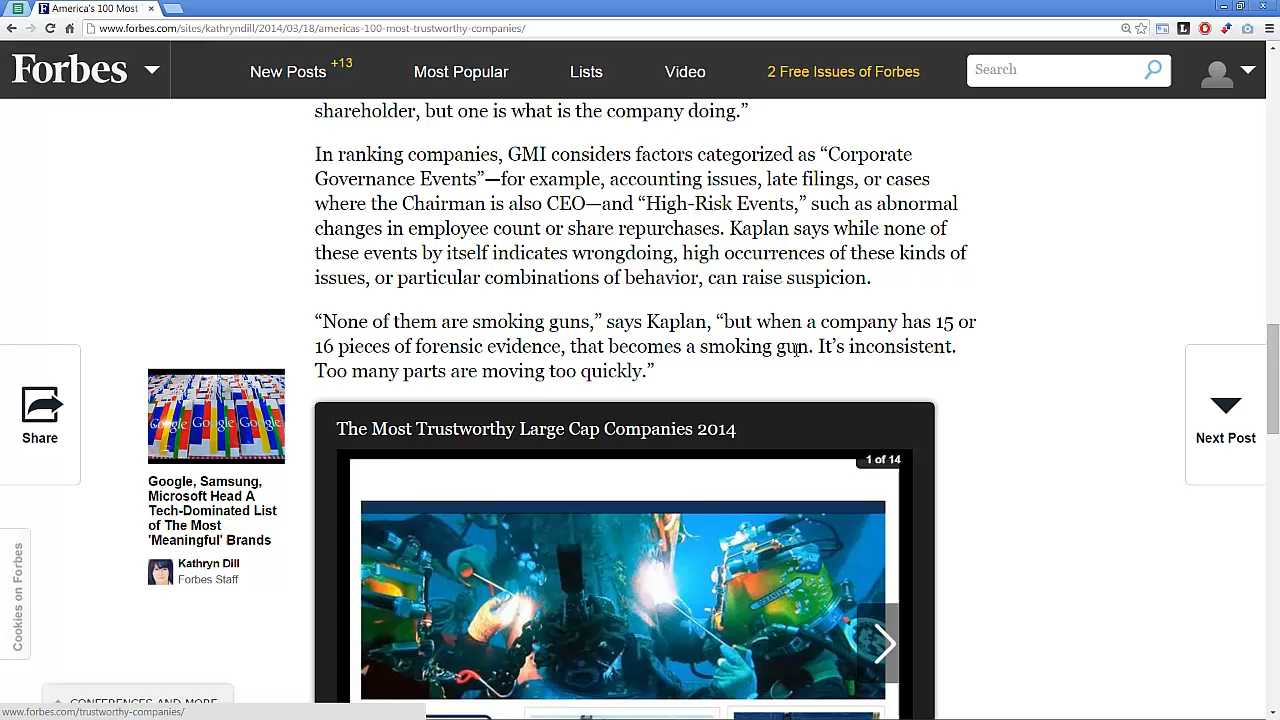 America's 100 Most
www.forbes.com/sites/kathryndill/2014/03/18/americas-100-most-trustworthy-companies/
Forbes
New Posts +13
Most Popular
Lists
Video
2 Free Issues of Forbes
Search
shareholder, but one is what is the company doing.”
In ranking companies, GMI considers factors categorized as “Corporate
Governance Events”—for example, accounting issues, late filings, or cases
where the Chairman is also CEO—and “High-Risk Events,” such as abnormal
changes in employee count or share repurchases. Kaplan says while none of
these events by itself indicates wrongdoing, high occurrences of these kinds of
issues, or particular combinations of behavior, can raise suspicion.
“None of them are smoking guns,” says Kaplan, “but when a company has 15 or
16 pieces of forensic evidence, that becomes a smoking gun. It’s inconsistent.
Too many parts are moving too quickly.”
Share
Google
Google
Google
Google, Samsung,
Microsoft Head A
Tech-Dominated List
of The Most
'Meaningful' Brands
Kathryn Dill
Forbes Staff
Cookies on Forbes
The Most Trustworthy Large Cap Companies 2014
1 of 14
Next Post
CONFERENCES AND MORE
www.forbes.com/trustworthy-companies/